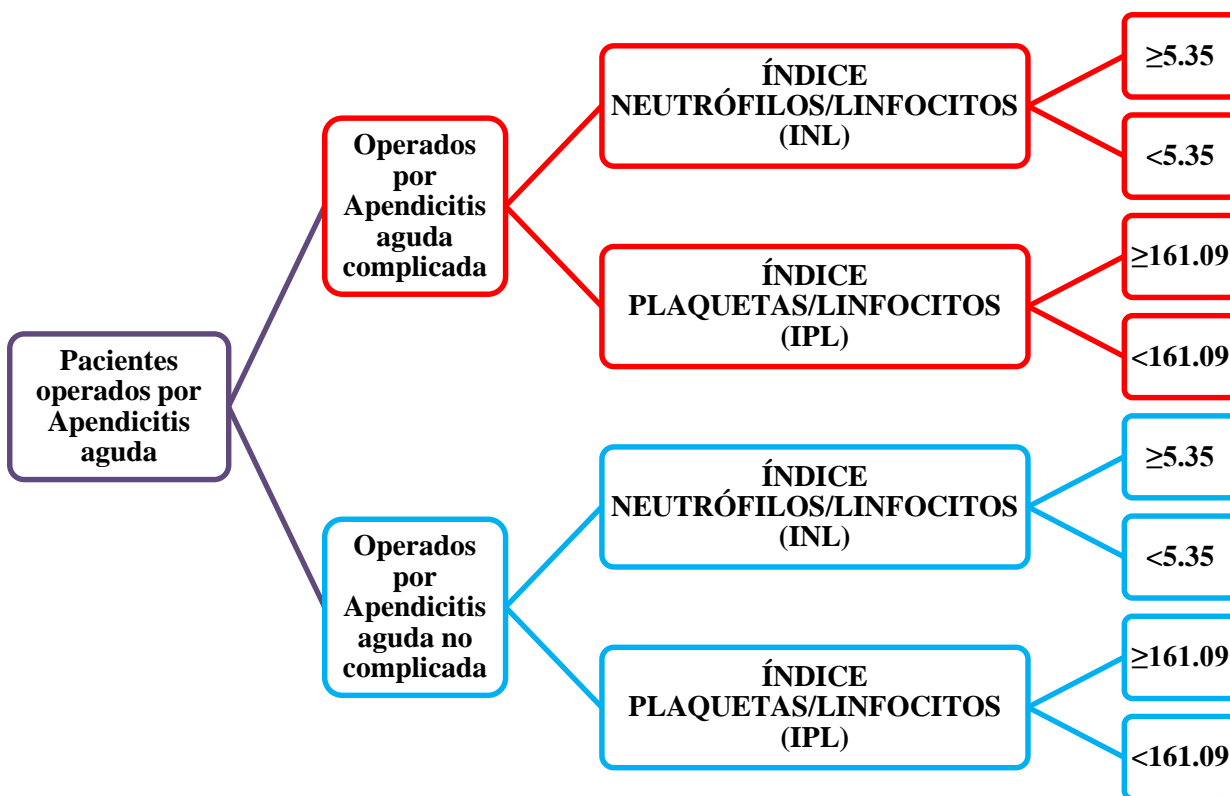 Pacientes
operados por
Apendicitis
aguda
Operados
por
Apendicitis
aguda
complicada
ÍNDICE
NEUTRÓFILOS/LINFOCITOS
(INL)
≥5.35
<5.35
ÍNDICE
PLAQUETAS/LINFOCITOS
(IPL)
≥161.09
<161.09
Operados
por
Apendicitis
aguda no
complicada
ÍNDICE
NEUTRÓFILOS/LINFOCITOS
(INL)
≥5.35
<5.35
ÍNDICE
PLAQUETAS/LINFOCITOS
(IPL)
≥161.09
<161.09